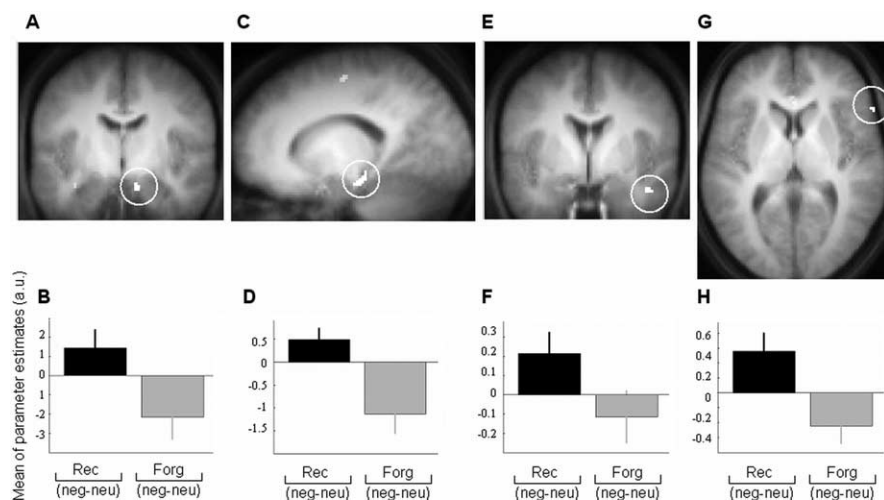 A
C
E
G
B
D
F
H
Mean of parameter estimates (a.u.)
2
1
0
-1
-2
-3
0.5
0
-0.5
-1
-1.5
0.3
0.2
0.1
0
-0.1
-0.2
0.6
0.4
0.2
0
-0.2
-0.4
Rec Forg
(neg-neu) (neg-neu)
Rec Forg
(neg-neu) (neg-neu)
Rec Forg
(neg-neu) (neg-neu)
Rec Forg
(neg-neu) (neg-neu)